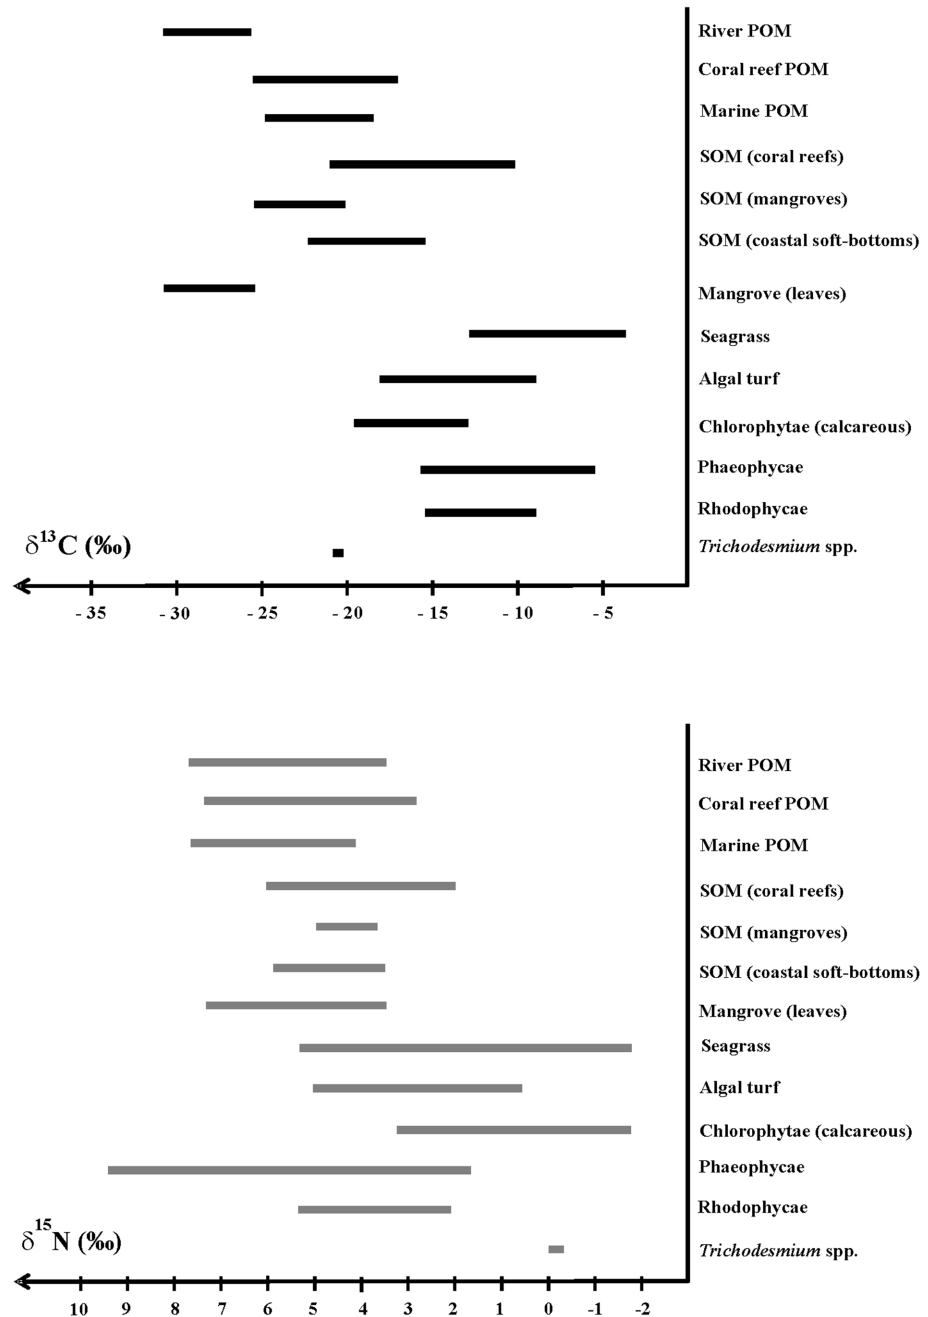 River POM
Coral reef POM
Marine POM
SOM (coral reefs)
SOM (mangroves)
SOM (coastal soft-bottoms)
Mangrove (leaves)
Seagrass
Algal turf
Chlorophytae (calcareous)
Phaeophycae
Rhodophycae
δ13C (‰)
Trichodesmium spp.
- 35 - 30 - 25 - 20 - 15 - 10 - 5
River POM
Coral reef POM
Marine POM
SOM (coral reefs)
SOM (mangroves)
SOM (coastal soft-bottoms)
Mangrove (leaves)
Seagrass
Algal turf
Chlorophytae (calcareous)
Phaeophycae
Rhodophycae
δ15N (‰)
Trichodesmium spp.
10 9 8 7 6 5 4 3 2 1 0 -1 -2